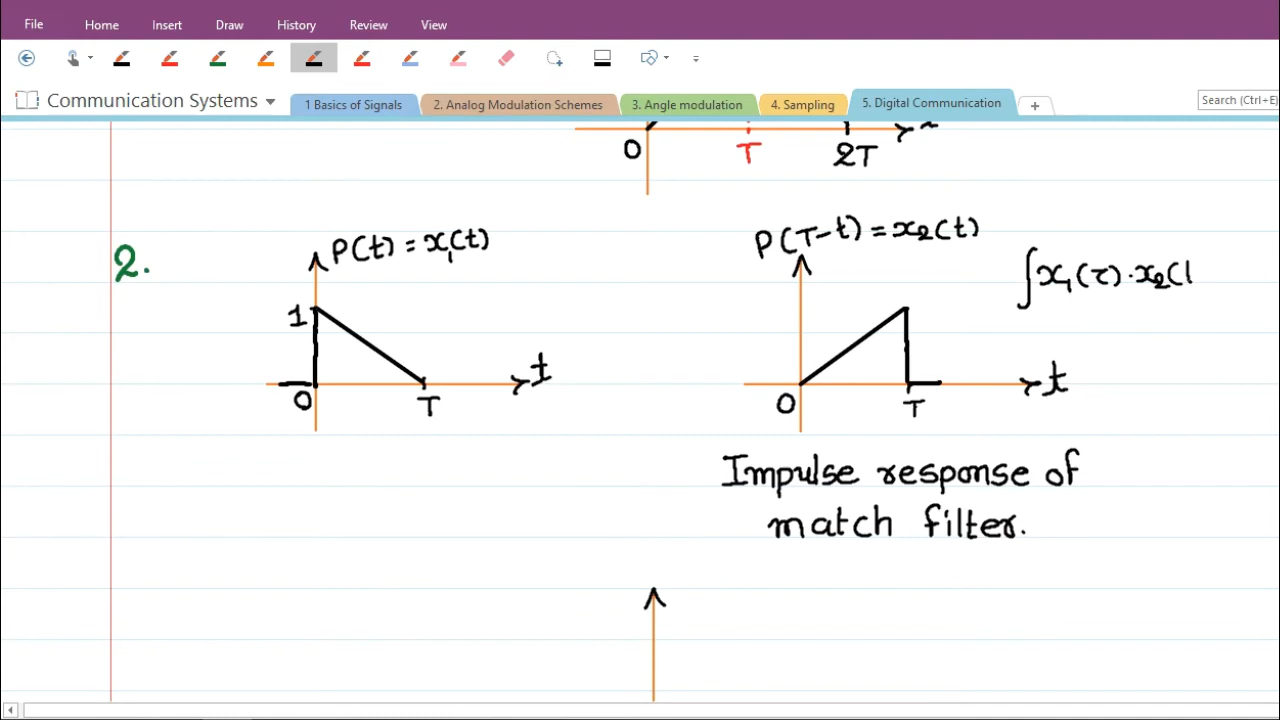 File Home Insert Draw History Review View
Communication Systems 1 Basics of Signals 2. Analog Modulation Schemes 3. Angle modulation 4. Sampling 5. Digital Communication + Search (Ctrl+E)
0 T 2T
2. P(t) = x₁(t) P(T-t) = x₂(t)
∫x₁(τ)·x₂(
1 t t
0 T 0 T
Impulse response of
match filter.